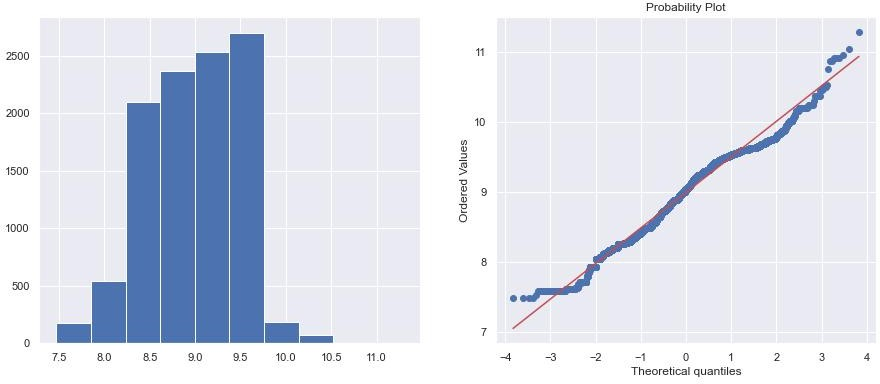 2500
2000
1500
1000
500
0
7.5 8.0 8.5 9.0 9.5 10.0 10.5 11.0
Probability Plot
Ordered Values
11
10
9
8
7
−4 −3 −2 −1 0 1 2 3 4
Theoretical quantiles